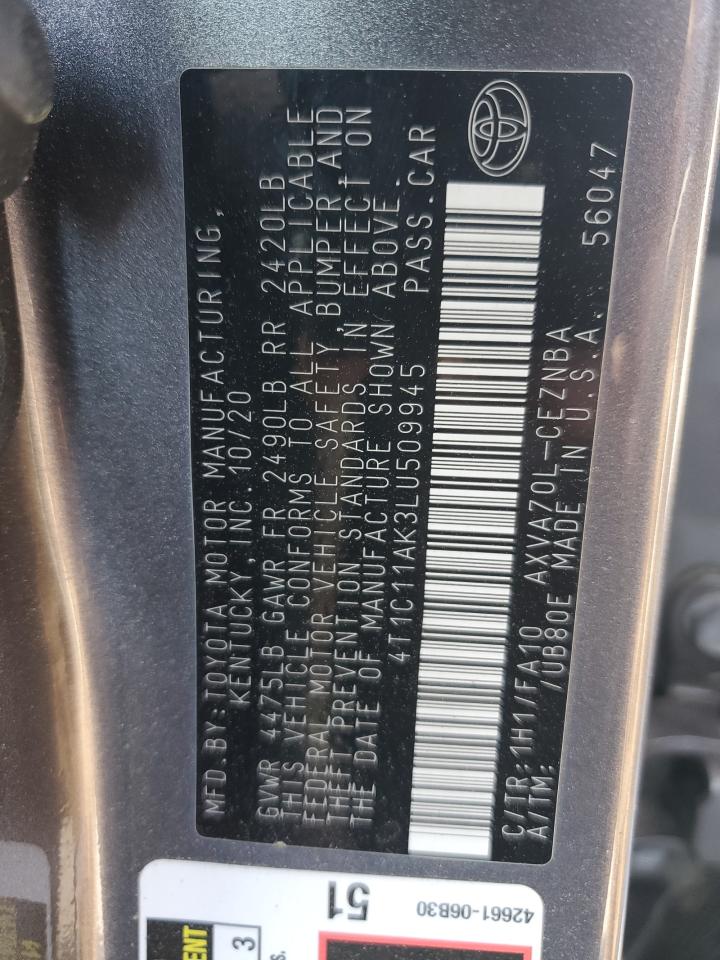 MFD.BY:TOYOTA MOTOR MANUFACTURING,
KENTUCKY, INC. 10/20
GVWR 4475LB GAWR FR 2490LB RR 2420LB
THIS VEHICLE CONFORMS TO ALL APPLICABLE
FEDERAL MOTOR VEHICLE SAFETY, BUMPER AND
THEFT PREVENTION STANDARDS IN EFFECT ON
THE DATE OF MANUFACTURE SHOWN ABOVE.
4T1C11AK3LU509945 PASS.CAR
C/TR:1H1/FA10 AXVA70L-CEZNBA
A/TM: /UB80E MADE IN U.S.A. 56047
51
42661-06B30
3